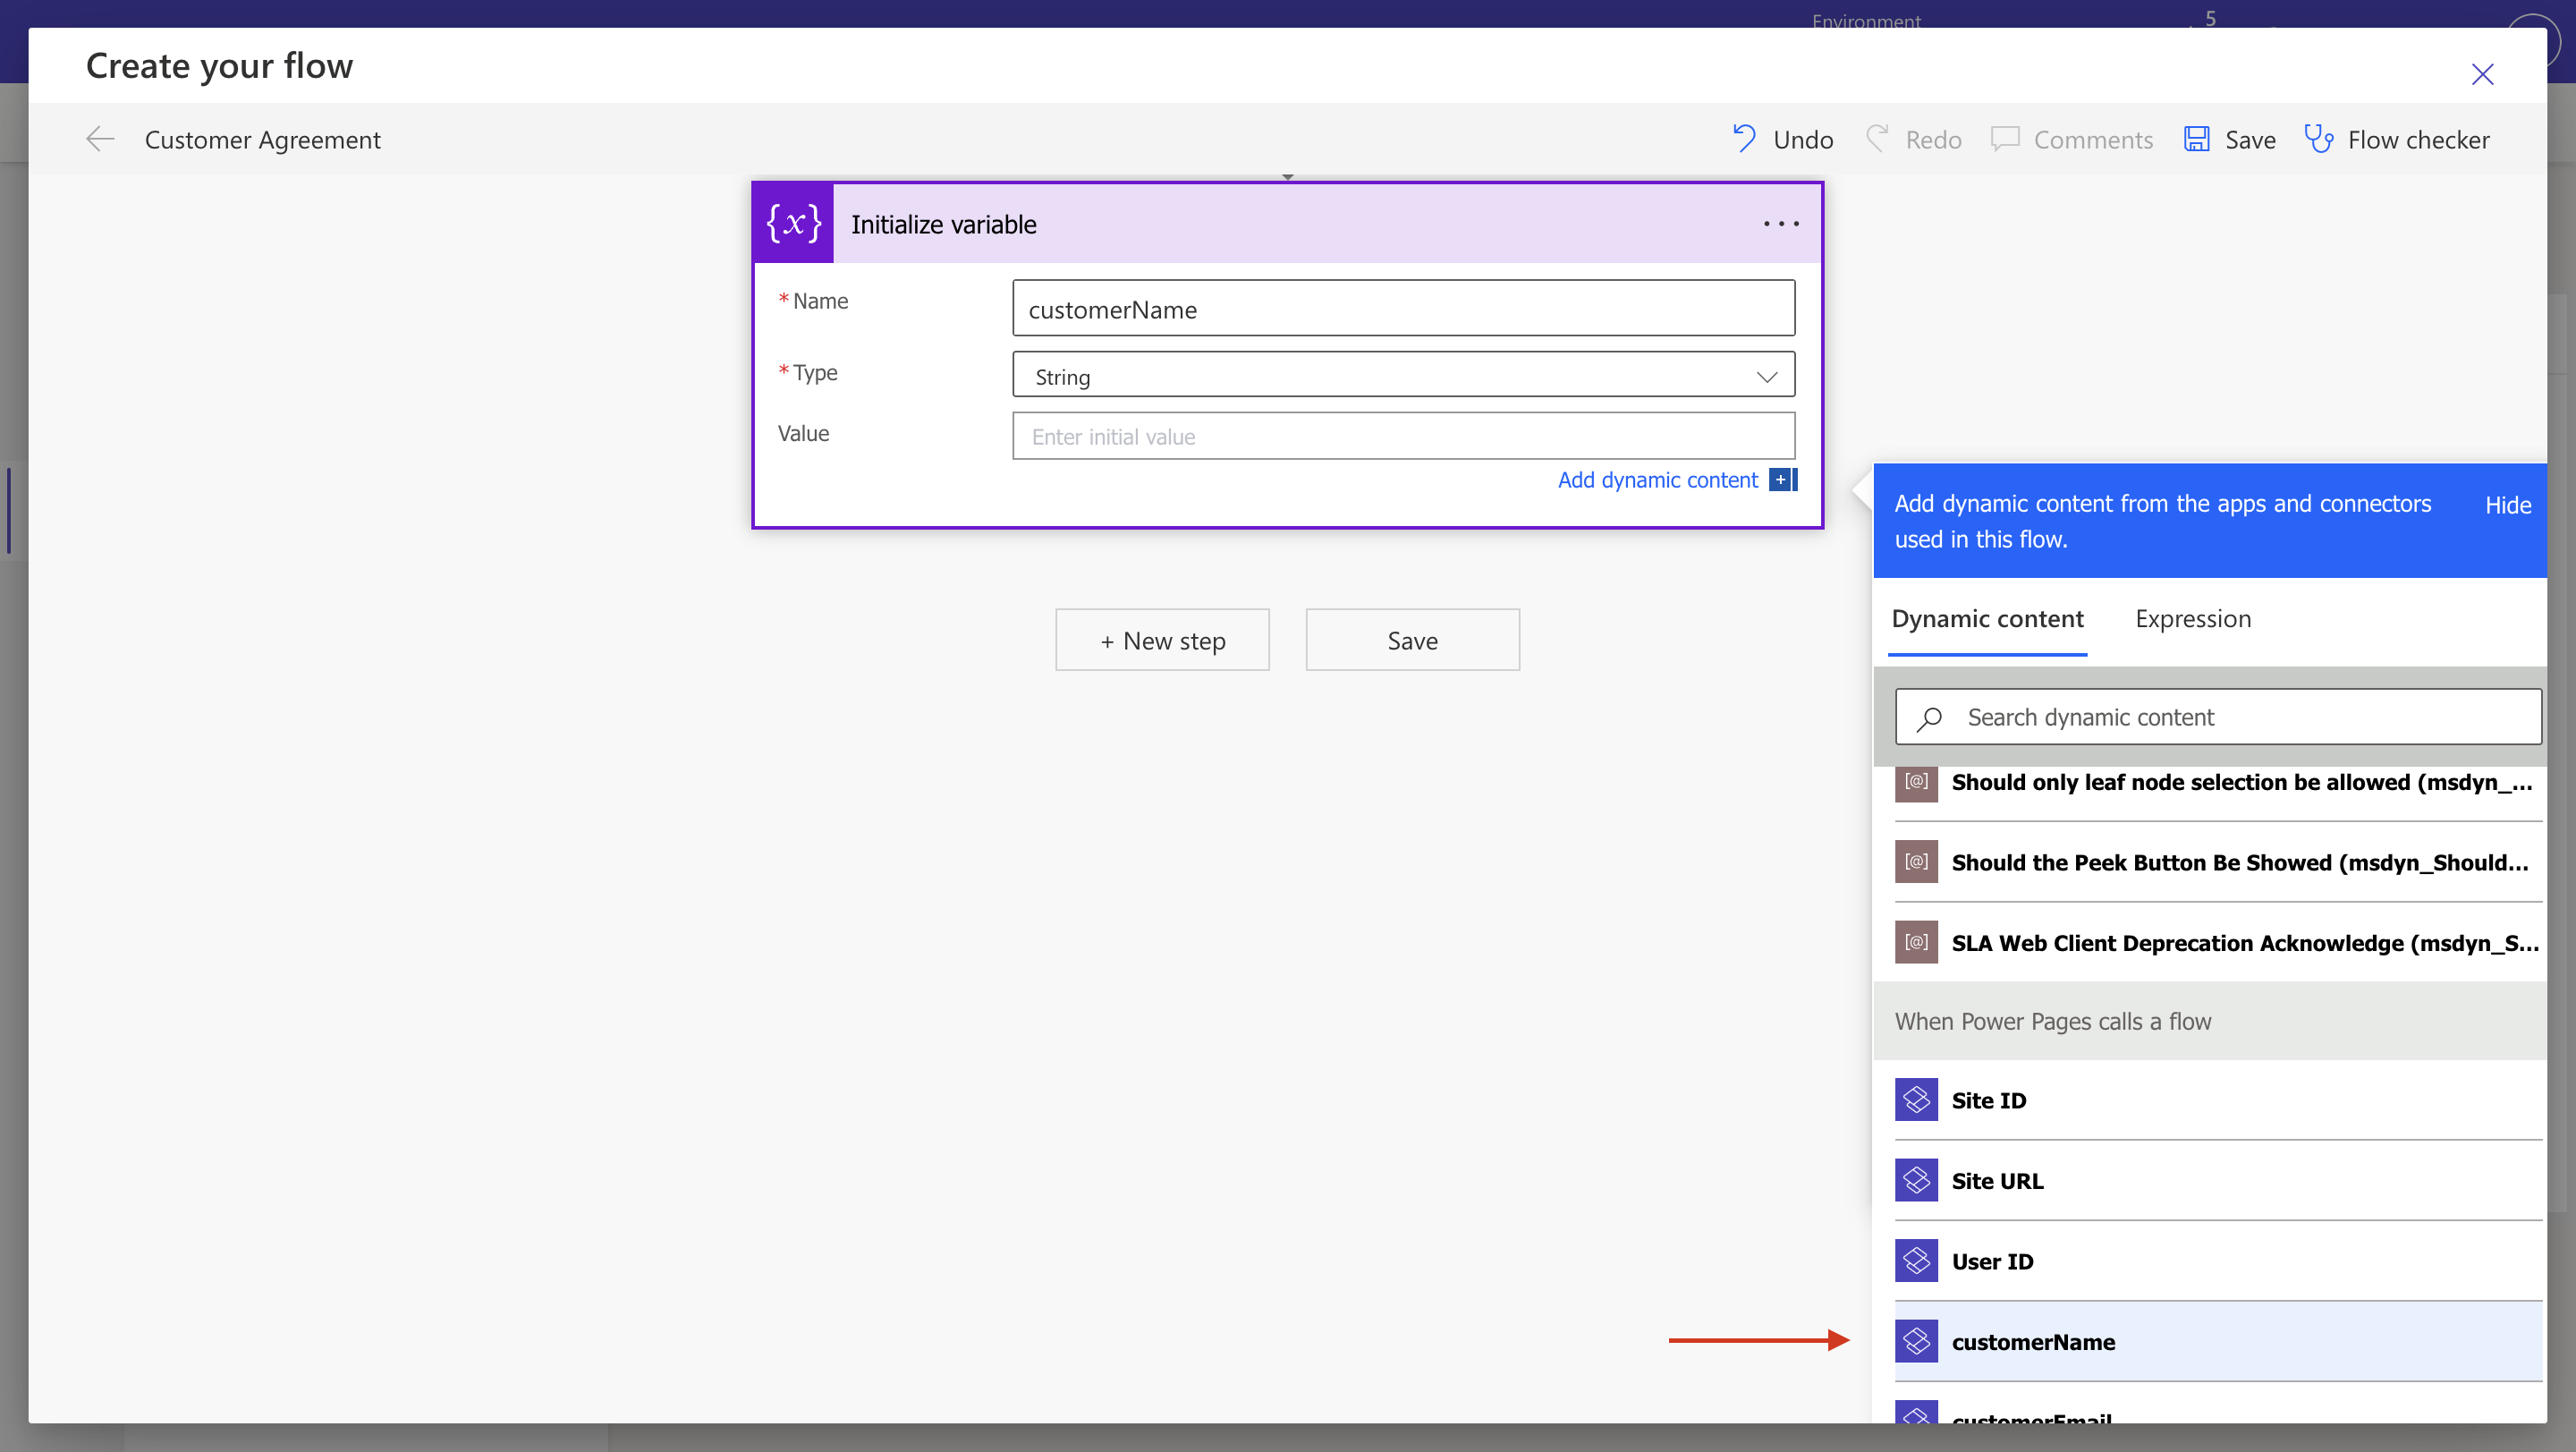 Environment
5
Create your flow
Customer Agreement
Undo
Redo
Comments
Save
Flow checker
{x} Initialize variable
* Name
customerName
* Type
String
Value
Enter initial value
Add dynamic content
+ New step
Save
Add dynamic content from the apps and connectors
used in this flow.
Hide
Dynamic content
Expression
Search dynamic content
[@] Should only leaf node selection be allowed (msdyn_...
[@] Should the Peek Button Be Showed (msdyn_Should...
[@] SLA Web Client Deprecation Acknowledge (msdyn_S...
When Power Pages calls a flow
Site ID
Site URL
User ID
customerName
customerEmail